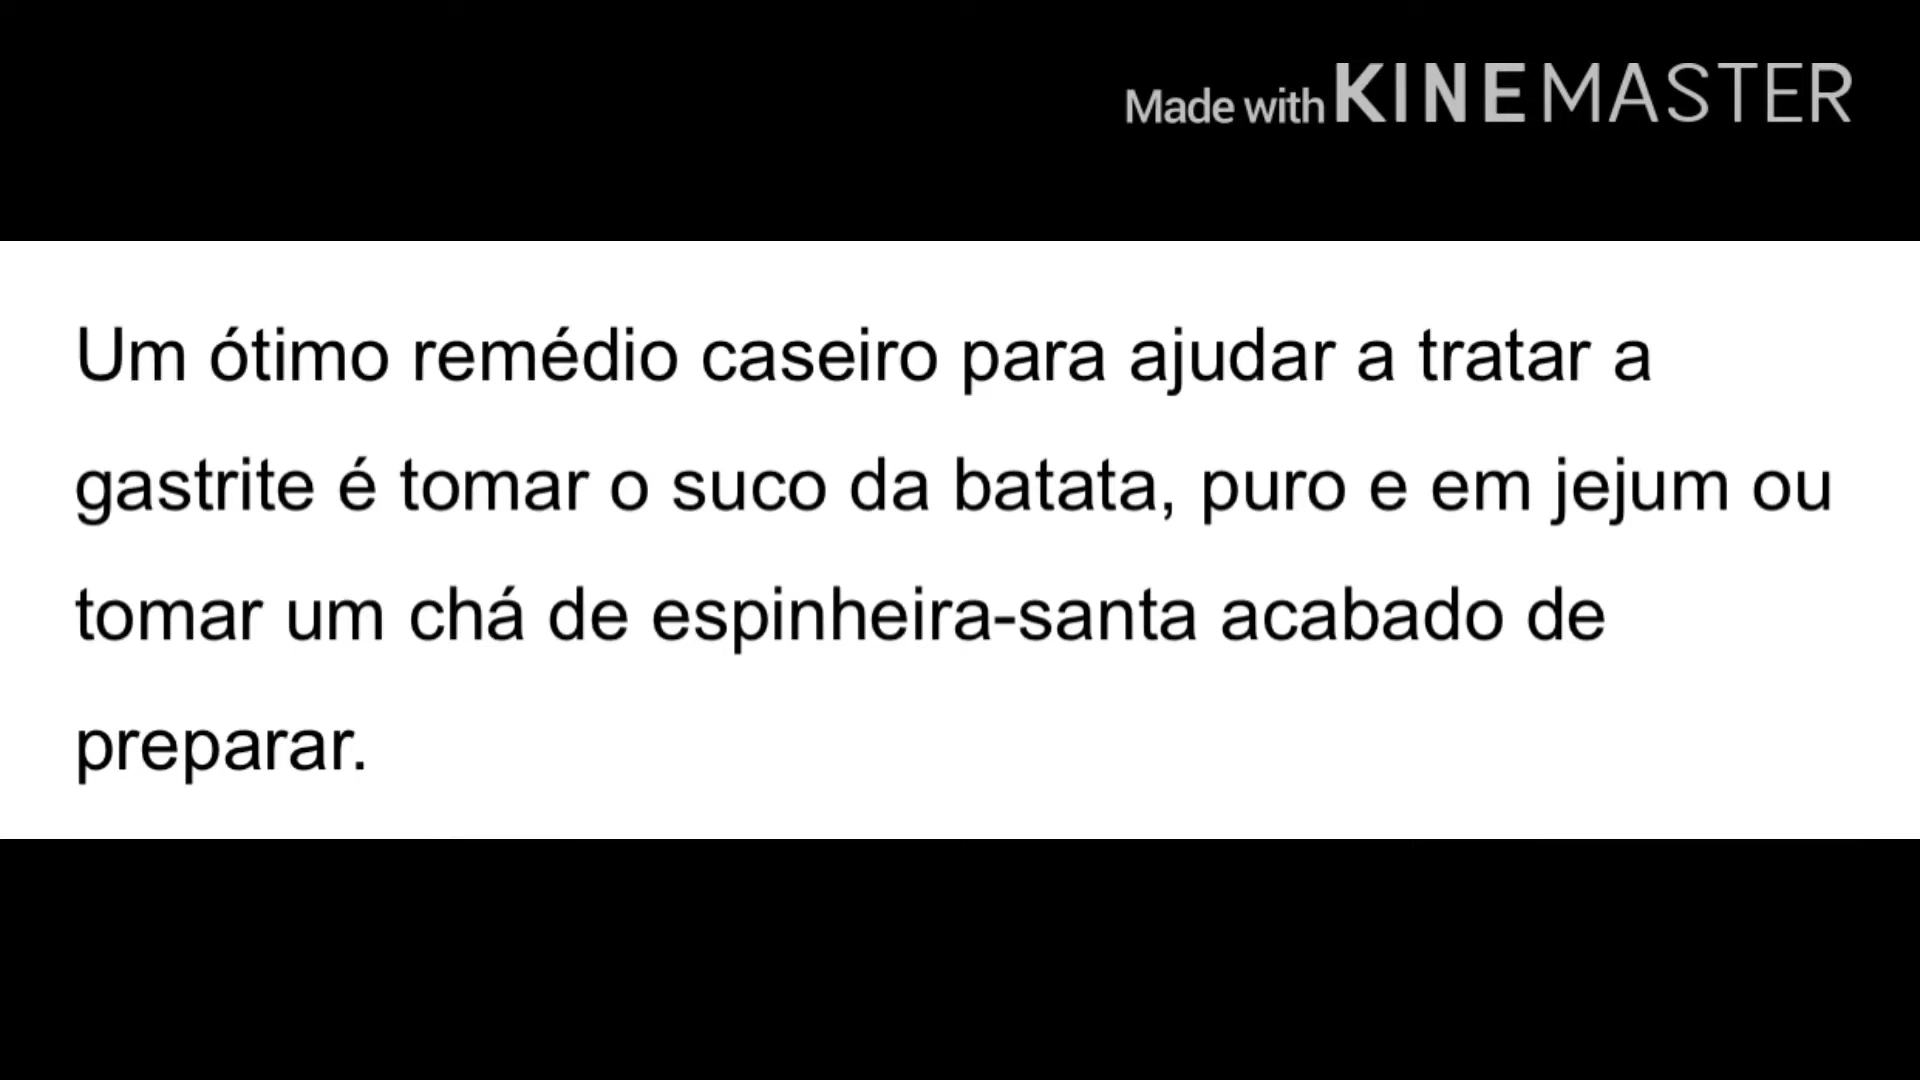 Made with KINEMASTER
Um ótimo remédio caseiro para ajudar a tratar a
gastrite é tomar o suco da batata, puro e em jejum ou
tomar um chá de espinheira-santa acabado de
preparar.